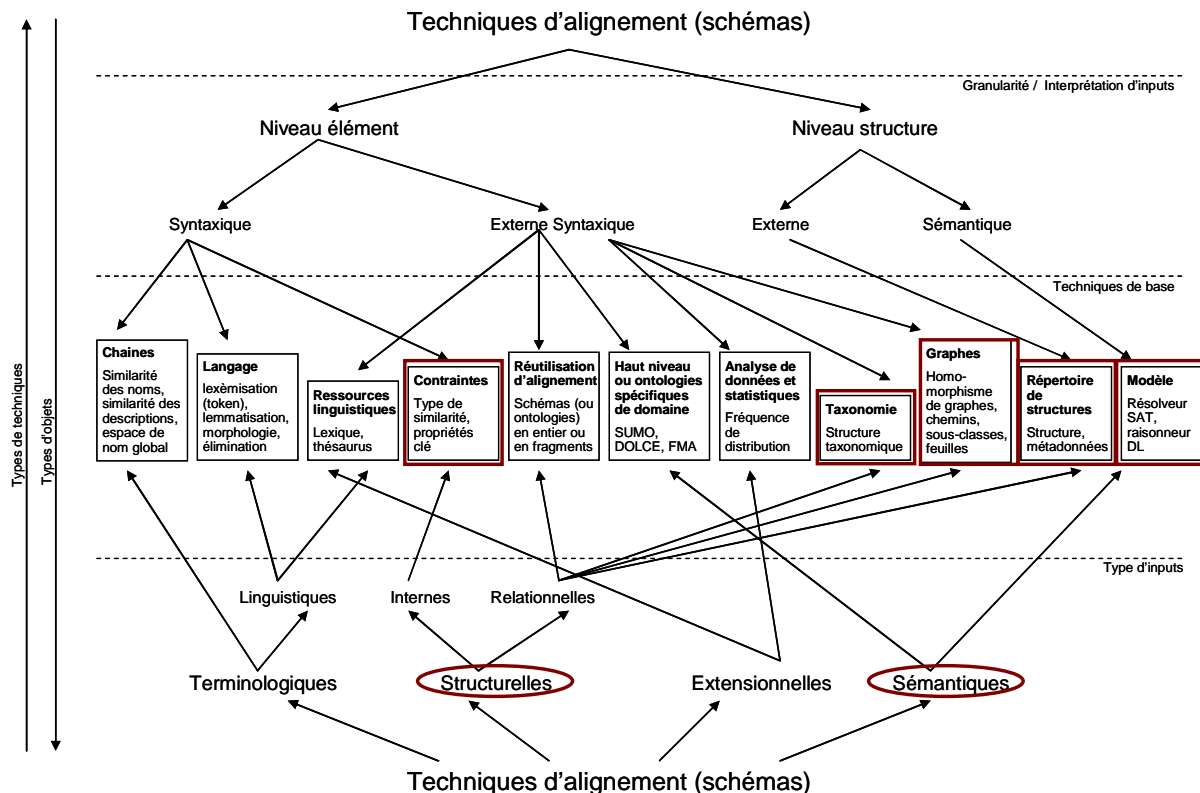 Techniques d'alignement (schémas)
Granularité / Interprétation d'inputs
Niveau élément
Niveau structure
Syntaxique
Externe Syntaxique
Externe
Sémantique
Techniques de base
Chaines
Similarité
des noms,
similarité des
descriptions,
espace de
nom global
Langage
lexèmisation
(token),
lemmatisation,
morphologie,
élimination
Ressources
linguistiques
Lexique,
thésaurus
Contraintes
Type de
similarité,
propriétés
clé
Réutilisation
d'alignement
Schémas (ou
ontologies)
en entier ou
en fragments
Haut niveau
ou ontologies
spécifiques
de domaine
SUMO,
DOLCE, FMA
Analyse de
données et
statistiques
Fréquence
de
distribution
Taxonomie
Structure
taxonomique
Graphes
Homo-
morphisme
de graphes,
chemins,
sous-classes,
feuilles
Répertoire
de
structures
Structure,
métadonnées
Modèle
Résolveur
SAT,
raisonneur
DL
Types de techniques
Types d'objets
Type d'inputs
Linguistiques
Internes
Relationnelles
Terminologiques
Structurelles
Extensionnelles
Sémantiques
Techniques d'alignement (schémas)